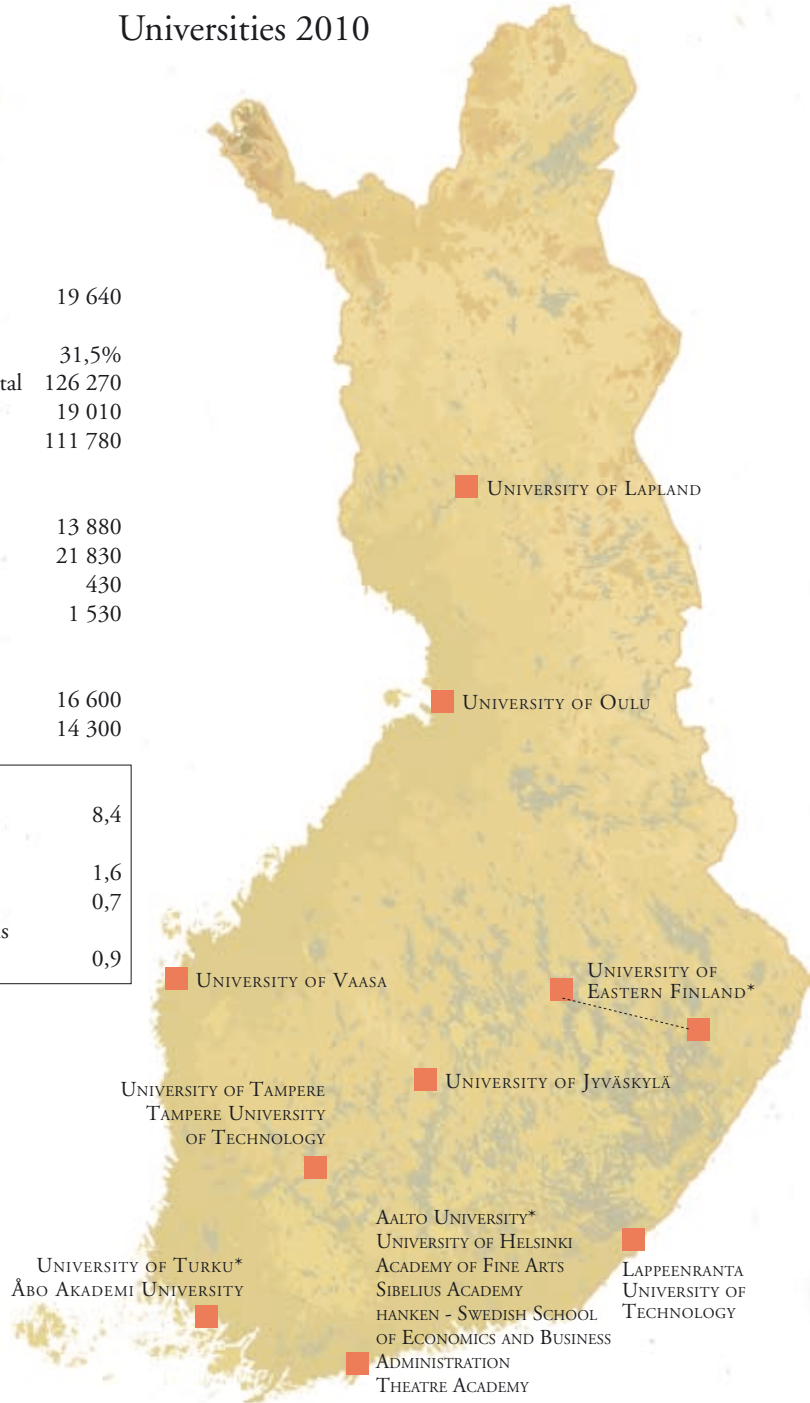 Universities 2010
19 640
31,5%
tal 126 270
19 010
111 780
13 880
21 830
430
1 530
16 600
14 300
8,4
1,6
0,7
s
0,9
University of Lapland
University of Oulu
University of Vaasa
University of
Eastern Finland*
University of Jyväskylä
University of Tampere
Tampere University
of Technology
Aalto University*
University of Helsinki
Academy of Fine Arts
Sibelius Academy
hanken - Swedish School
of Economics and Business
Administration
Theatre Academy
Lappeenranta
University of
Technology
University of Turku*
Åbo Akademi University